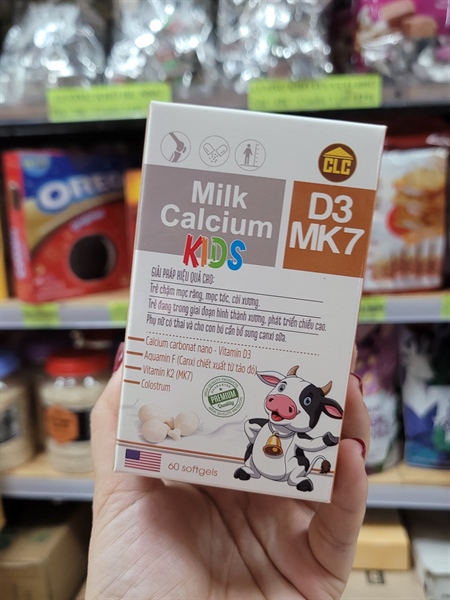 CLC
Milk
Calcium
KIDS
D3
MK7
GIẢI PHÁP HIỆU QUẢ CHO:
Trẻ chậm mọc răng, mọc tóc, còi xương.
Trẻ đang trong giai đoạn hình thành xương, phát triển chiều cao.
Phụ nữ có thai và cho con bú cần bổ sung canxi sữa.
Calcium carbonat nano - Vitamin D3
Aquamin F (Canxi chiết xuất từ tảo đỏ)
Vitamin K2 (MK7)
Colostrum
PREMIUM
Quality
60 softgels
OREO